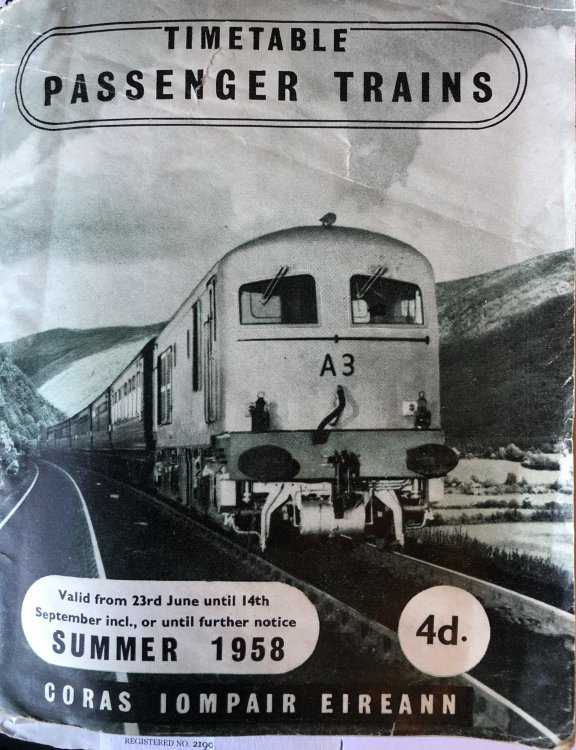 TIMETABLE
PASSENGER TRAINS
A3
Valid from 23rd June until 14th
September incl., or until further notice
SUMMER 1958
4d.
CORAS IOMPAIR EIREANN
REGISTERED NO. 2190